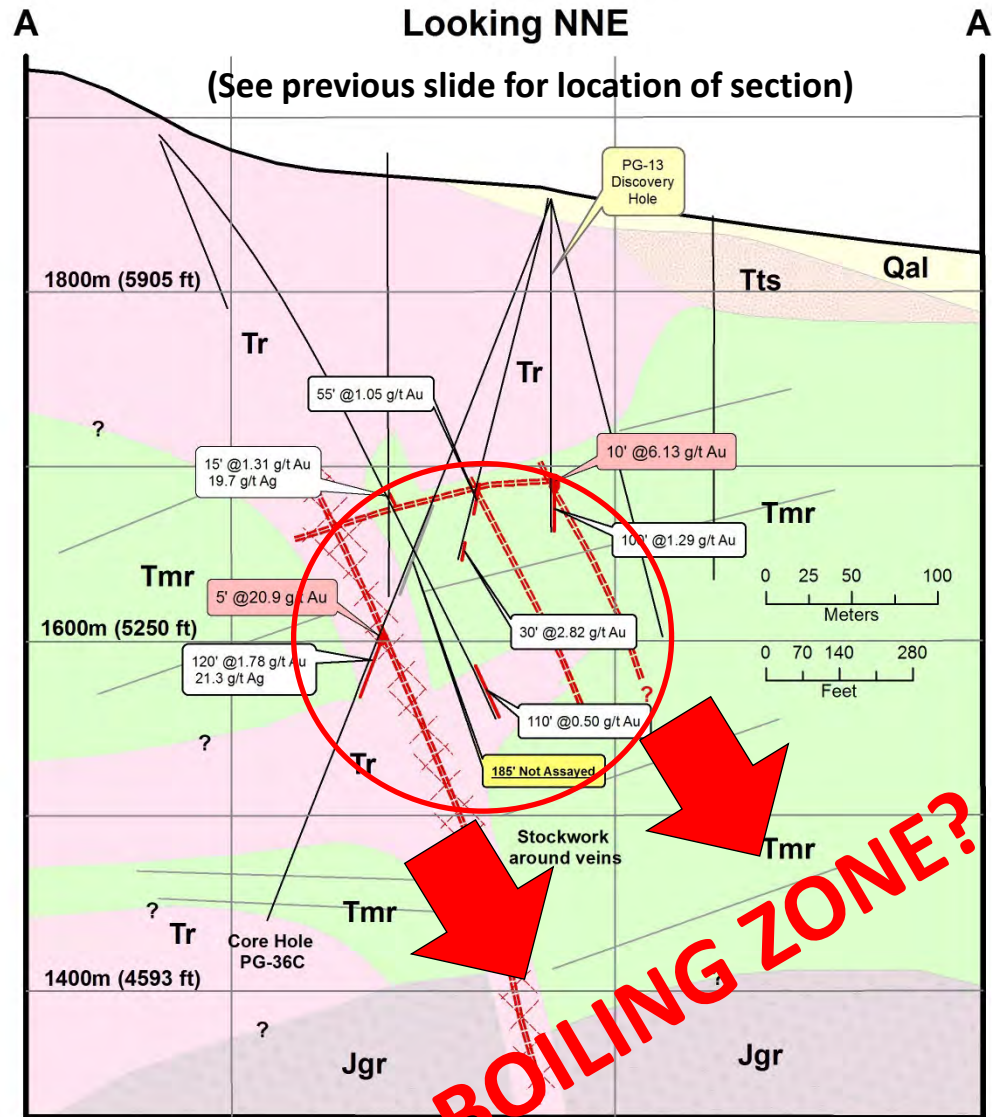 A
Looking NNE
A
(See previous slide for location of section)
PG-13
Discovery
Hole
1800m (5905 ft)
Tts
Qal
Tr
Tr
55' @1.05 g/t Au
?
15' @1.31 g/t Au
19.7 g/t Ag
10' @6.13 g/t Au
Tmr
100' @1.29 g/t Au
Tmr
0 25 50 100
Meters
5' @20.9 g/t Au
1600m (5250 ft)
30' @2.82 g/t Au
120' @1.78 g/t Au
21.3 g/t Ag
0 70 140 280
Feet
?
110' @0.50 g/t Au
?
Tr
185' Not Assayed
Stockwork
around veins
Tmr
BOILING ZONE?
?
Tmr
Tr
Core Hole
PG-36C
1400m (4593 ft)
?
?
Jgr
Jgr